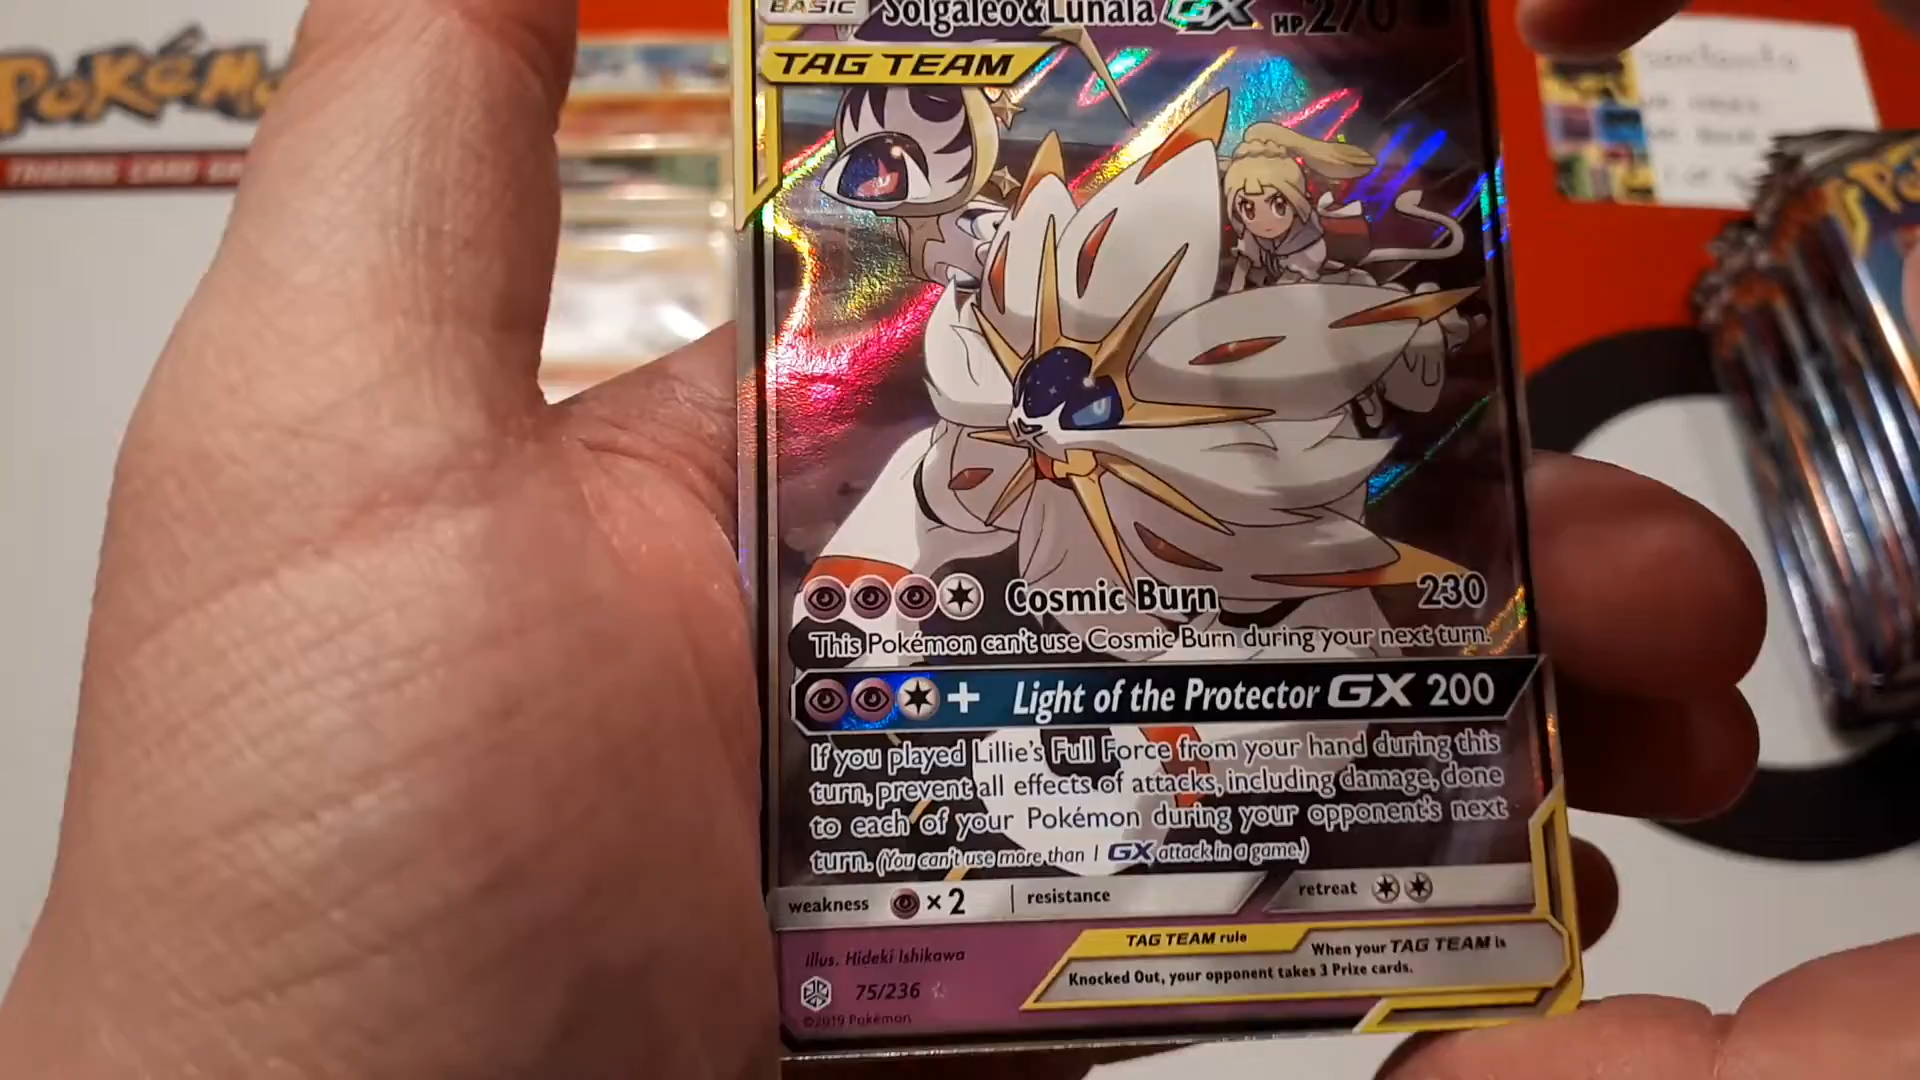 POKÉMO
TRADING CARD GA
BASIC Solgaleo&Lunala GX HP 270
TAG TEAM
Cosmic Burn 230
This Pokémon can't use Cosmic Burn during your next turn.
+ Light of the Protector GX 200
If you played Lillie's Full Force from your hand during this
turn, prevent all effects of attacks, including damage, done
to each of your Pokémon during your opponent's next
turn. (You can't use more than 1 GX attack in a game.)
weakness ×2 resistance retreat
TAG TEAM rule When your TAG TEAM is
Knocked Out, your opponent takes 3 Prize cards.
Illus. Hideki Ishikawa
75/236
©2019 Pokémon